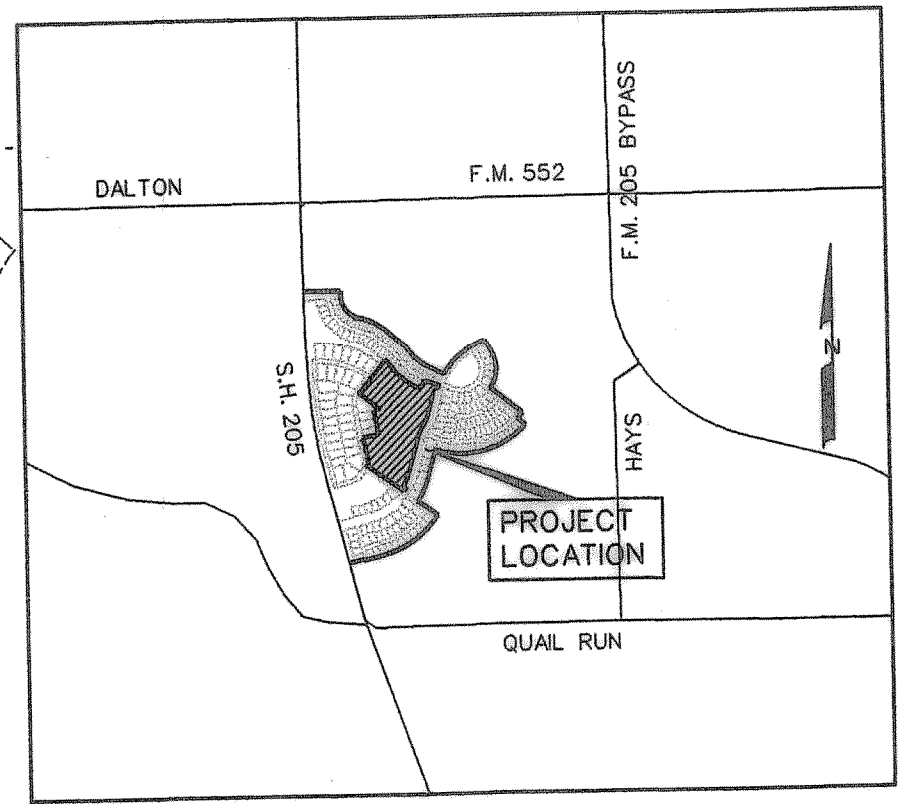 DALTON
F.M. 552
F.M. 205 BYPASS
S.H. 205
HAYS
N
PROJECT
LOCATION
QUAIL RUN